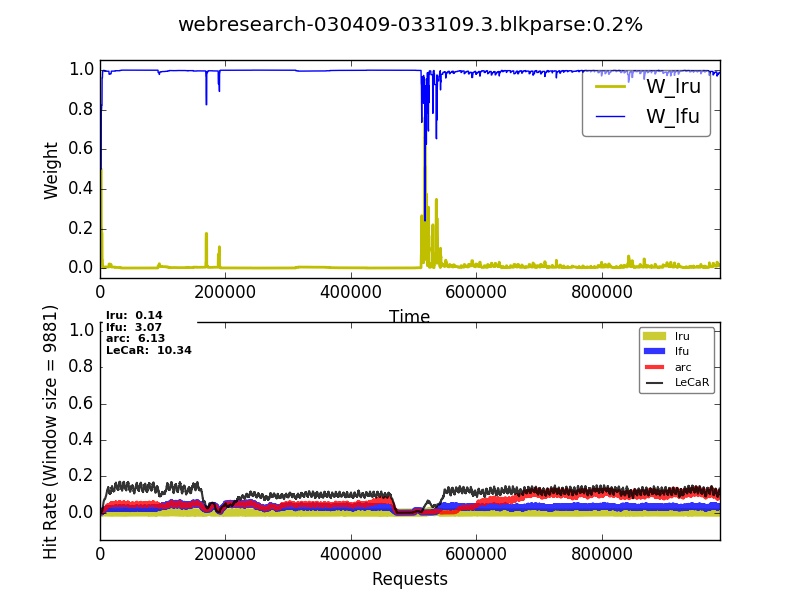 webresearch-030409-033109.3.blkparse:0.2%
1.0
0.8
0.6
0.4
0.2
0.0
Weight
W_lru
W_lfu
0 200000 400000 600000 800000
Time
lru: 0.14
lfu: 3.07
arc: 6.13
LeCaR: 10.34
1.0
0.8
0.6
0.4
0.2
0.0
Hit Rate (Window size = 9881)
lru
lfu
arc
LeCaR
0 200000 400000 600000 800000
Requests